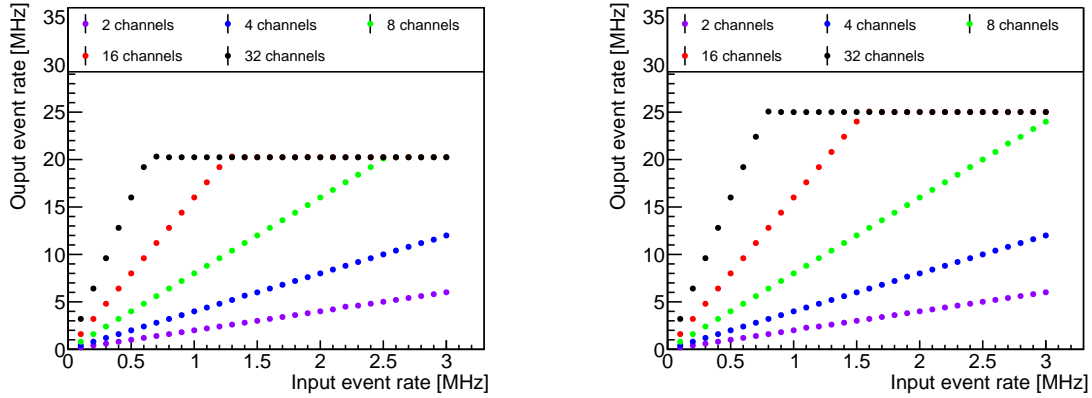 Ouput event rate [MHz]
35
30
25
20
15
10
5
0
2 channels 4 channels 8 channels
16 channels 32 channels
0 0.5 1 1.5 2 2.5 3
Input event rate [MHz]
Ouput event rate [MHz]
35
30
25
20
15
10
5
0
2 channels 4 channels 8 channels
16 channels 32 channels
0 0.5 1 1.5 2 2.5 3
Input event rate [MHz]